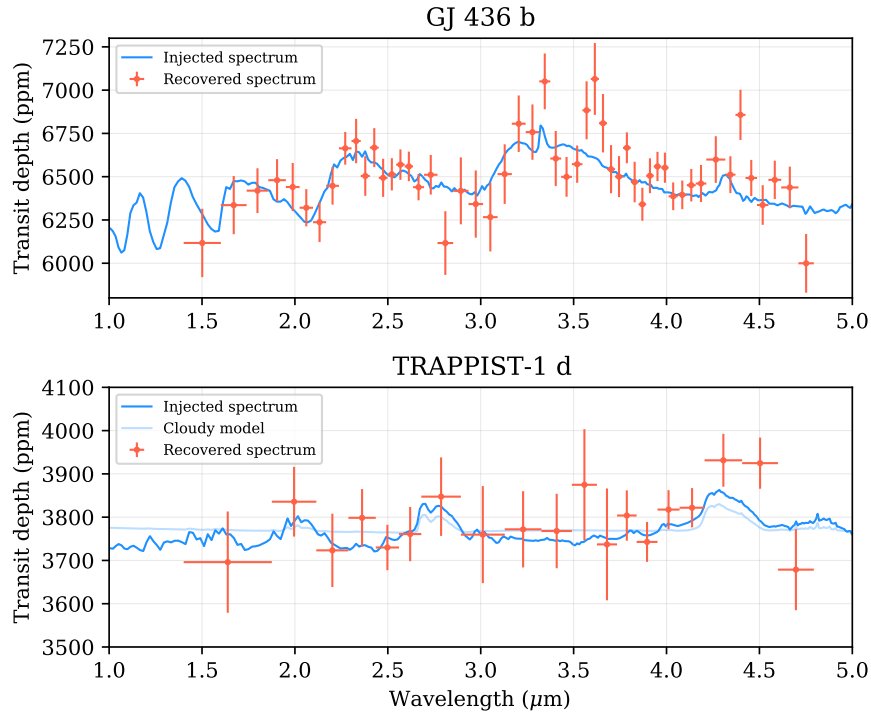 GJ 436 b
Transit depth (ppm)
7250
7000
6750
6500
6250
6000
Injected spectrum
Recovered spectrum
1.0 1.5 2.0 2.5 3.0 3.5 4.0 4.5 5.0
TRAPPIST-1 d
Transit depth (ppm)
4100
4000
3900
3800
3700
3600
3500
Injected spectrum
Cloudy model
Recovered spectrum
1.0 1.5 2.0 2.5 3.0 3.5 4.0 4.5 5.0
Wavelength (μm)